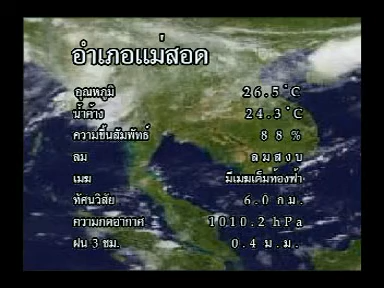 อำเภอแม่สอด
อุณหภูมิ 26.5 °C
น้ำค้าง 24.3 °C
ความชื้นสัมพัทธ์ 88 %
ลม ลมสงบ
เมฆ มีเมฆเต็มท้องฟ้า
ทัศนวิสัย 6.0 ก.ม.
ความกดอากาศ 1010.2 hPa
ฝน 3 ชม. 0.4 ม.ม.